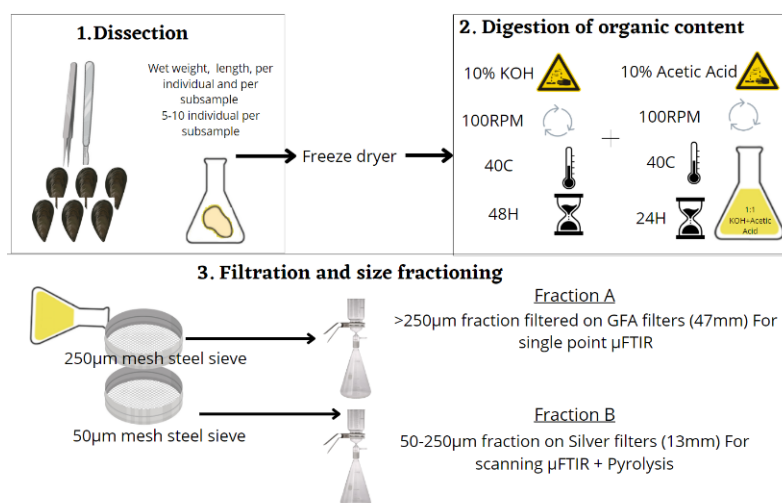 1.Dissection
Wet weight, length, per
individual and per
subsample
5-10 individual per
subsample
Freeze dryer
2. Digestion of organic content
10% KOH
100RPM
40C
48H
+
10% Acetic Acid
100RPM
40C
24H
1:1
KOH+Acetic
Acid
3. Filtration and size fractioning
250µm mesh steel sieve
50µm mesh steel sieve
Fraction A
>250µm fraction filtered on GFA filters (47mm) For
single point µFTIR
Fraction B
50-250µm fraction on Silver filters (13mm) For
scanning µFTIR + Pyrolysis